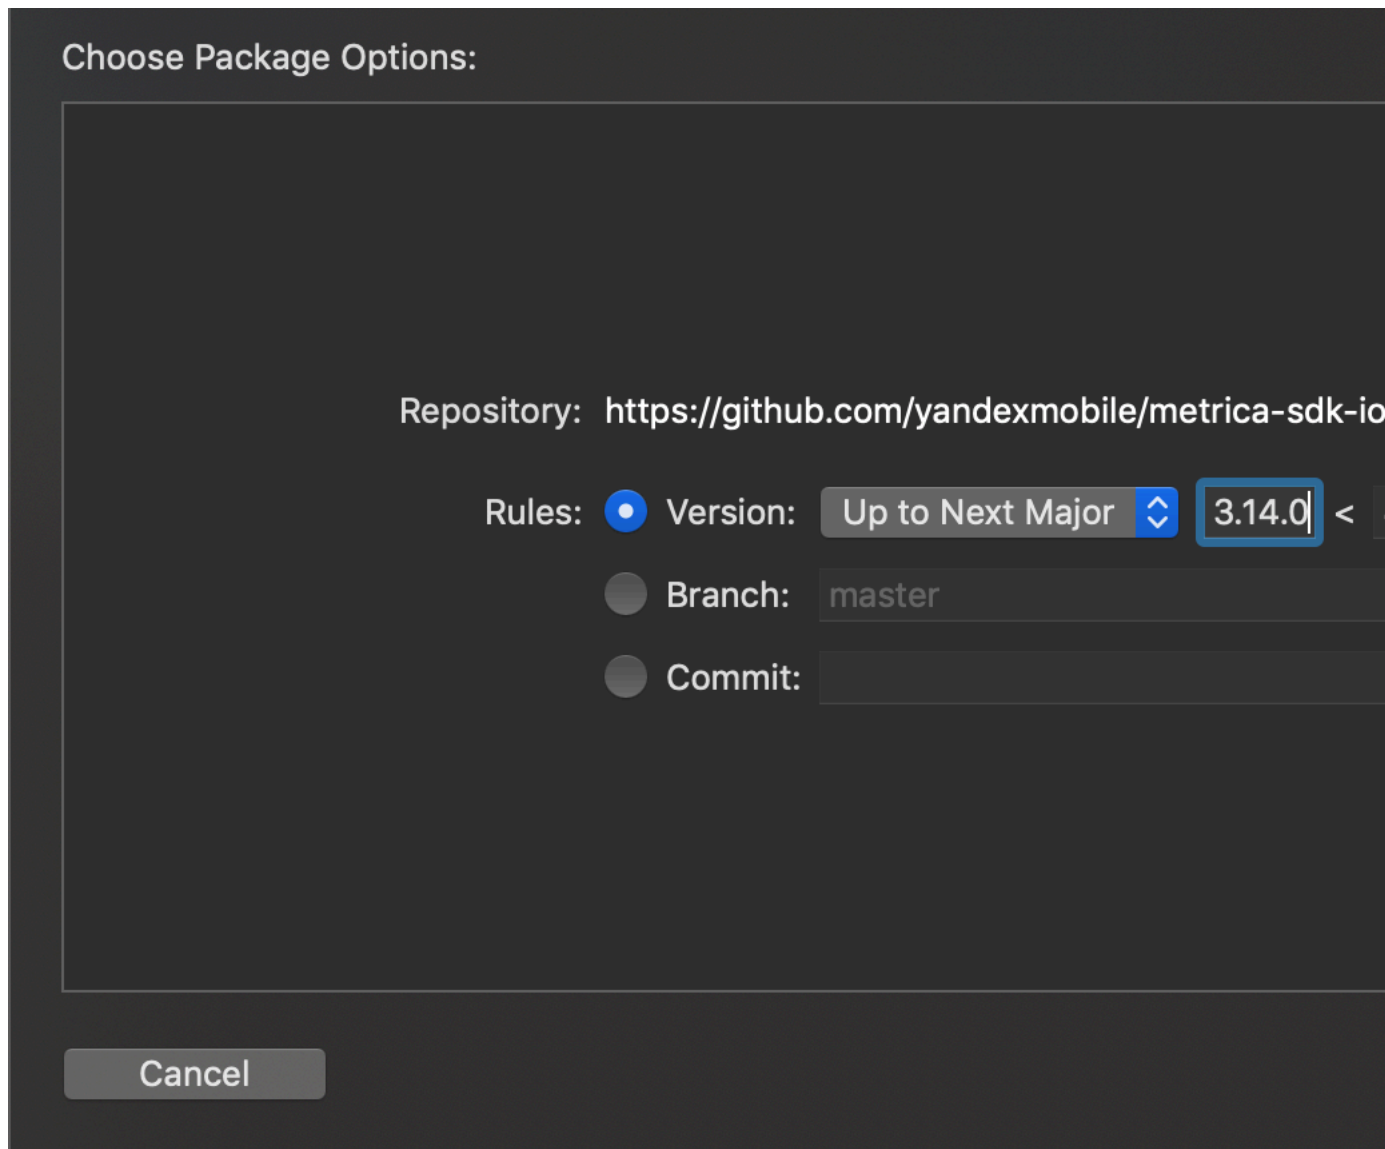 Choose Package Options:
Repository: https://github.com/yandexmobile/metrica-sdk-io
Rules: Version: Up to Next Major 3.14.0 <
Branch: master
Commit:
Cancel